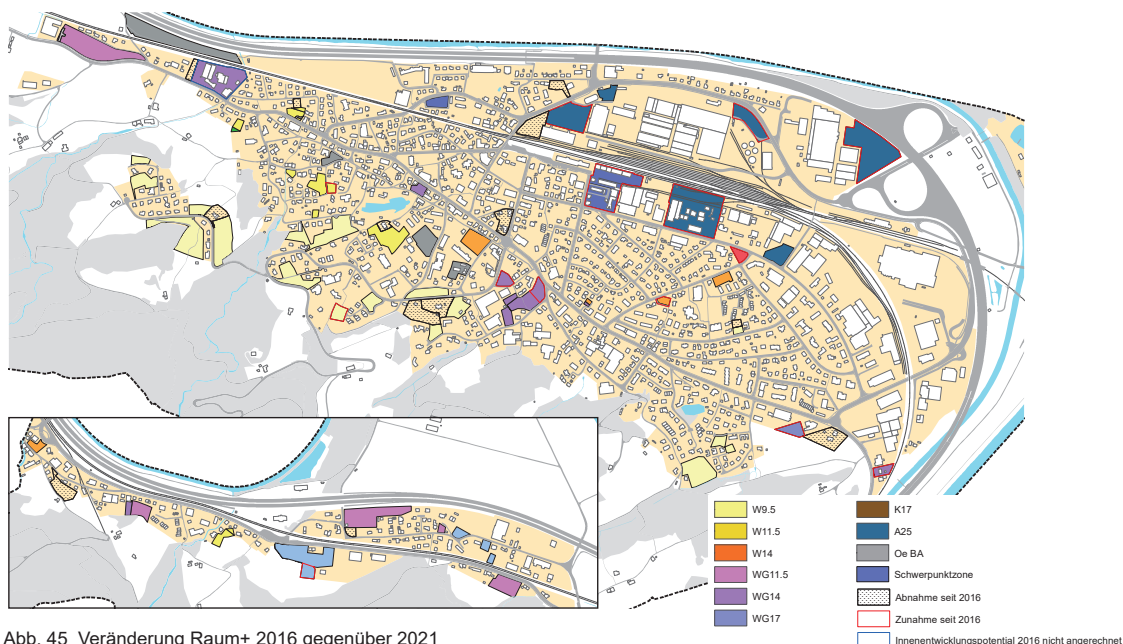 W9.5
W11.5
W14
WG11.5
WG14
WG17
K17
A25
Oe BA
Schwerpunktzone
Abnahme seit 2016
Zunahme seit 2016
Innenentwicklungspotential 2016 nicht angerechnet
Abb. 45 Veränderung Raum+ 2016 gegenüber 2021